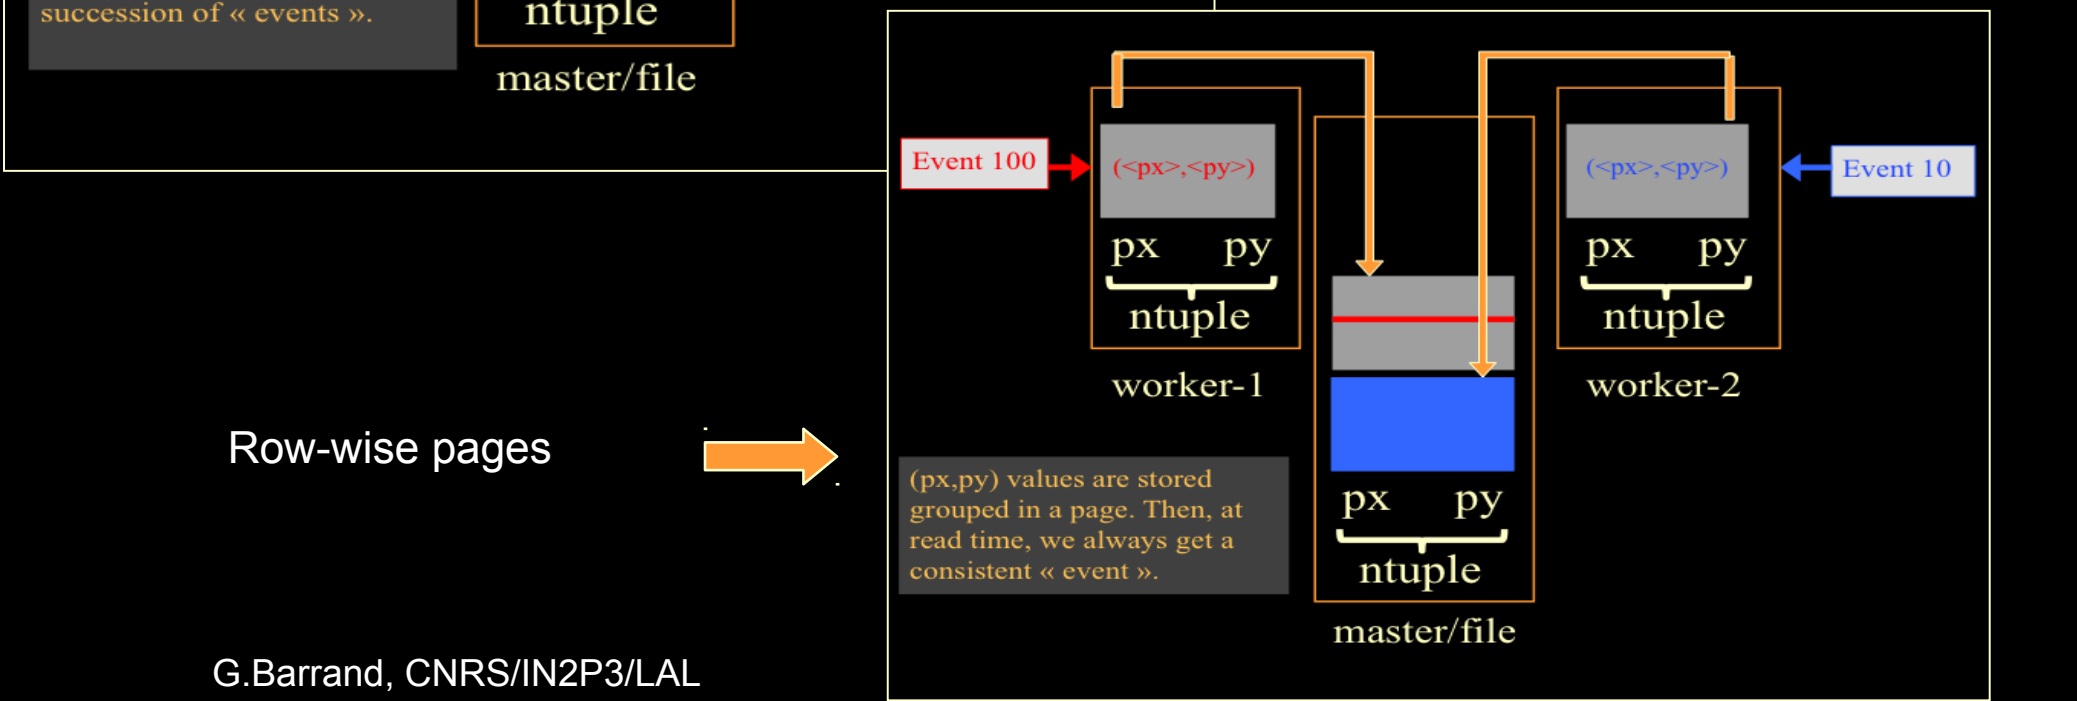 succession of « events ».
ntuple
master/file
Event 100
(<px>,<py>)
px py
ntuple
worker-1
(<px>,<py>)
Event 10
px py
ntuple
worker-2
px py
ntuple
master/file
Row-wise pages
(px,py) values are stored
grouped in a page. Then, at
read time, we always get a
consistent « event ».
G.Barrand, CNRS/IN2P3/LAL